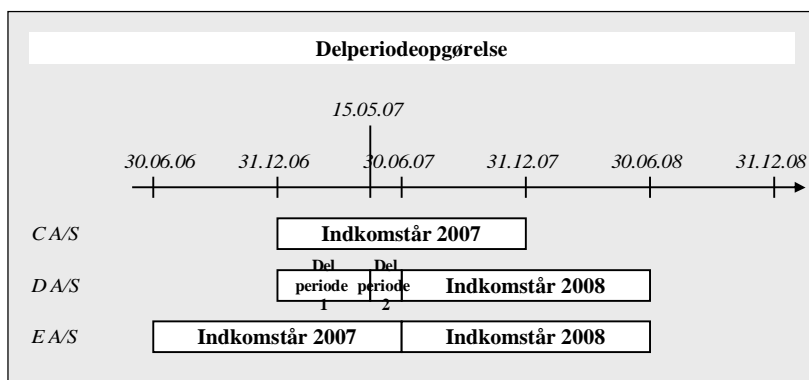 Delperiodeopgørelse
15.05.07
30.06.06 31.12.06 30.06.07 31.12.07 30.06.08 31.12.08
C A/S Indkomstår 2007
D A/S Del periode 1 Del periode 2 Indkomstår 2008
E A/S Indkomstår 2007 Indkomstår 2008